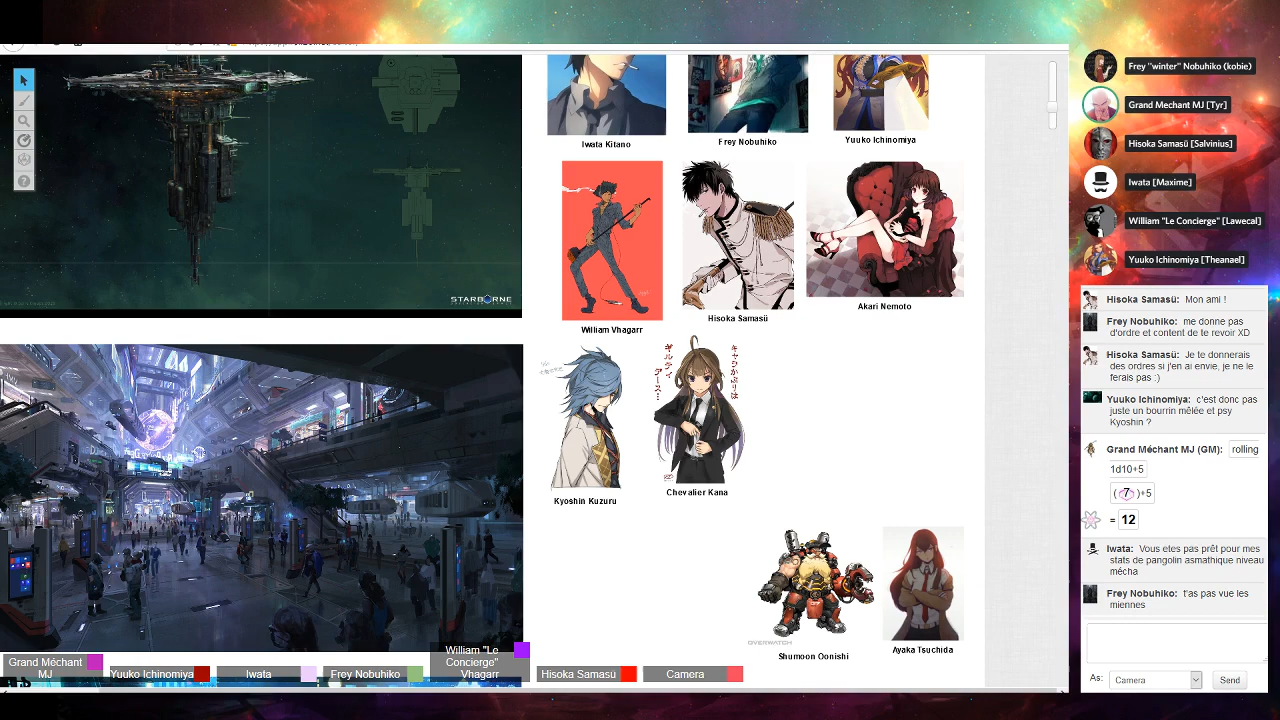 STARBORNE
Iwata Kitano
Frey Nobuhiko
Yuuko Ichinomiya
William Vhagarr
Hisoka Samasü
Akari Nemoto
Kyoshin Kuzuru
Chevalier Kana
OVERWATCH
Shumoon Oonishi
Ayaka Tsuchida
Grand Méchant
MJ
Yuuko Ichinomiya
Iwata
Frey Nobuhiko
William "Le
Concierge"
Vhagarr
Hisoka Samasü
Camera
Frey "winter" Nobuhiko (kobie)
Grand Mechant MJ [Tyr]
Hisoka Samasü [Salvinius]
Iwata [Maxime]
William "Le Concierge" [Lawecal]
Yuuko Ichinomiya [Theanael]
Hisoka Samasü: Mon ami !
Frey Nobuhiko: me donne pas
d'ordre et content de te revoir XD
Hisoka Samasü: Je te donnerais
des ordres si j'en ai envie, je ne le
ferais pas :)
Yuuko Ichinomiya: c'est donc pas
juste un bourrin mêlée et psy
Kyoshin ?
Grand Méchant MJ (GM): rolling
1d10+5
(7)+5
= 12
Iwata: Vous etes pas prêt pour mes
stats de pangolin asmathique niveau
mécha
Frey Nobuhiko: t'as pas vue les
miennes
As: Camera Send